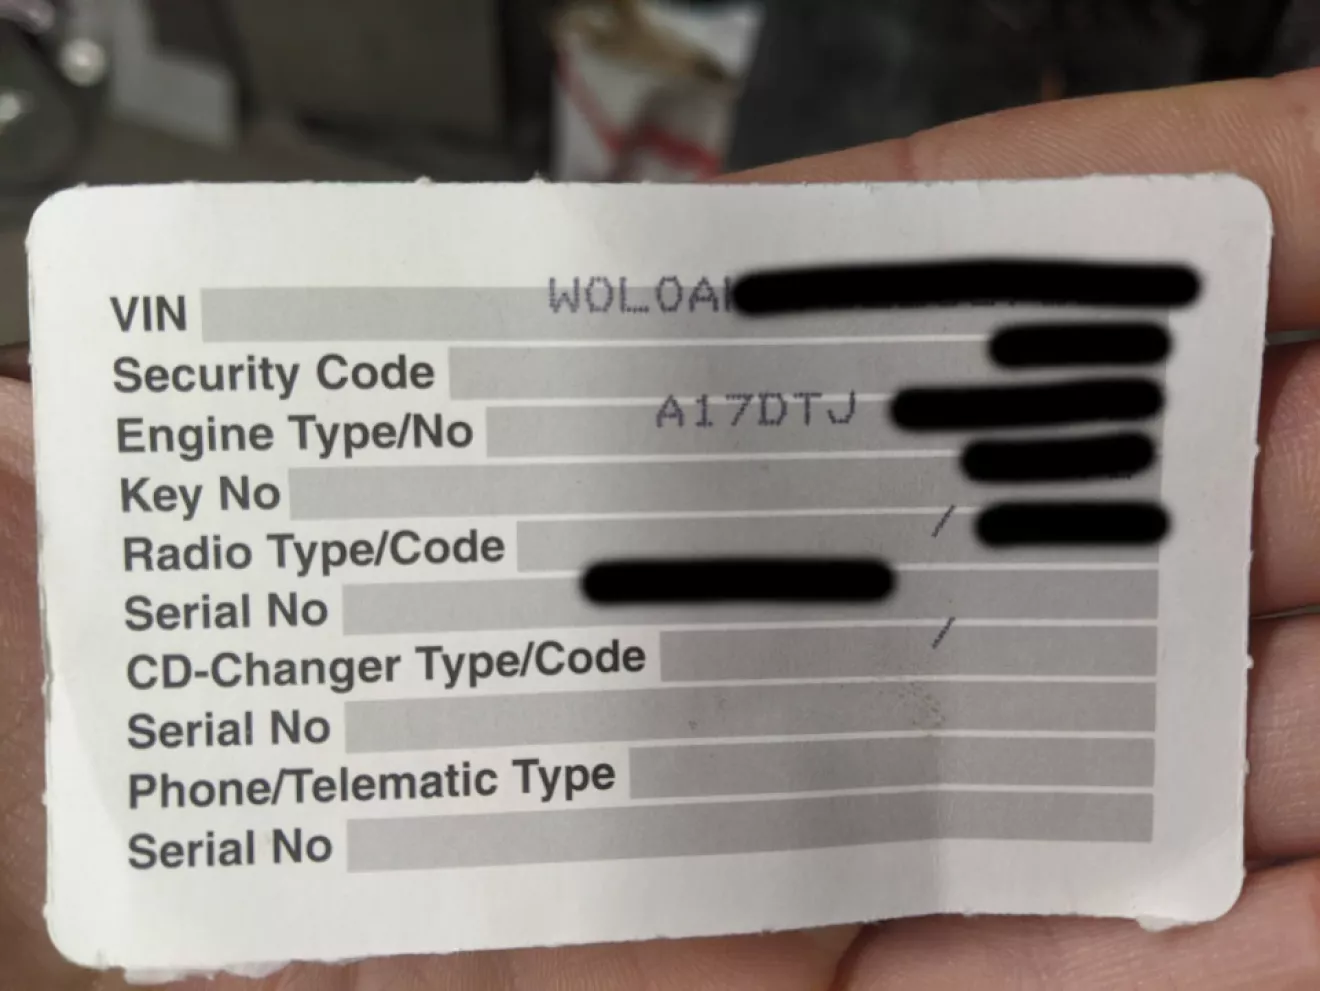 VIN WOLOA
Security Code
Engine Type/No A17DTJ
Key No
Radio Type/Code /
Serial No
CD-Changer Type/Code /
Serial No
Phone/Telematic Type
Serial No